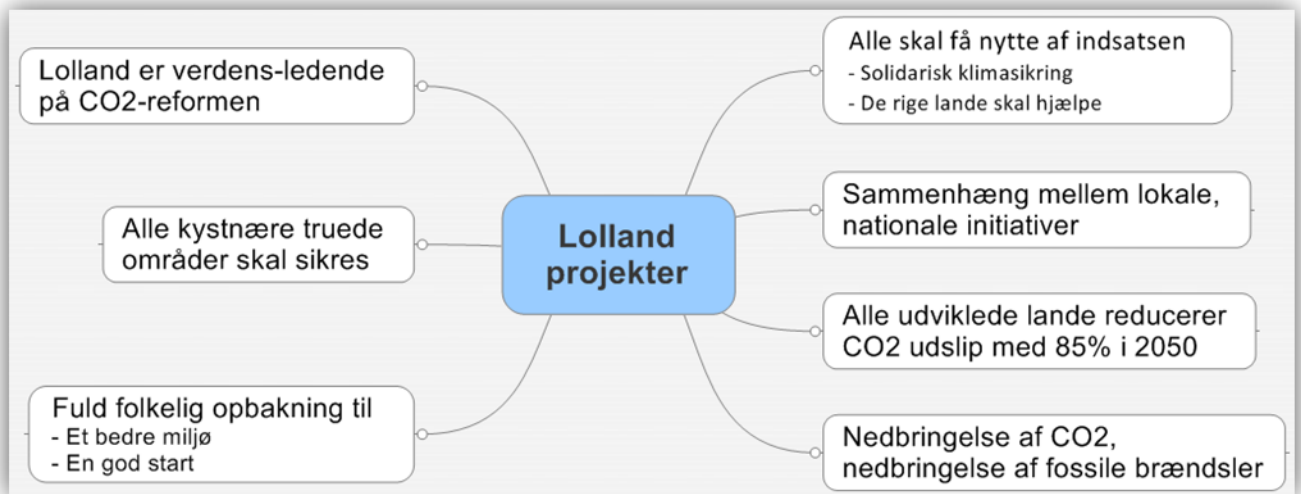 Lolland er verdens-ledende
på CO2-reformen
Alle kystnære truede
områder skal sikres
Fuld folkelig opbakning til
- Et bedre miljø
- En god start
Lolland
projekter
Alle skal få nytte af indsatsen
- Solidarisk klimasikring
- De rige lande skal hjælpe
Sammenhæng mellem lokale,
nationale initiativer
Alle udviklede lande reducerer
CO2 udslip med 85% i 2050
Nedbringelse af CO2,
nedbringelse af fossile brændsler